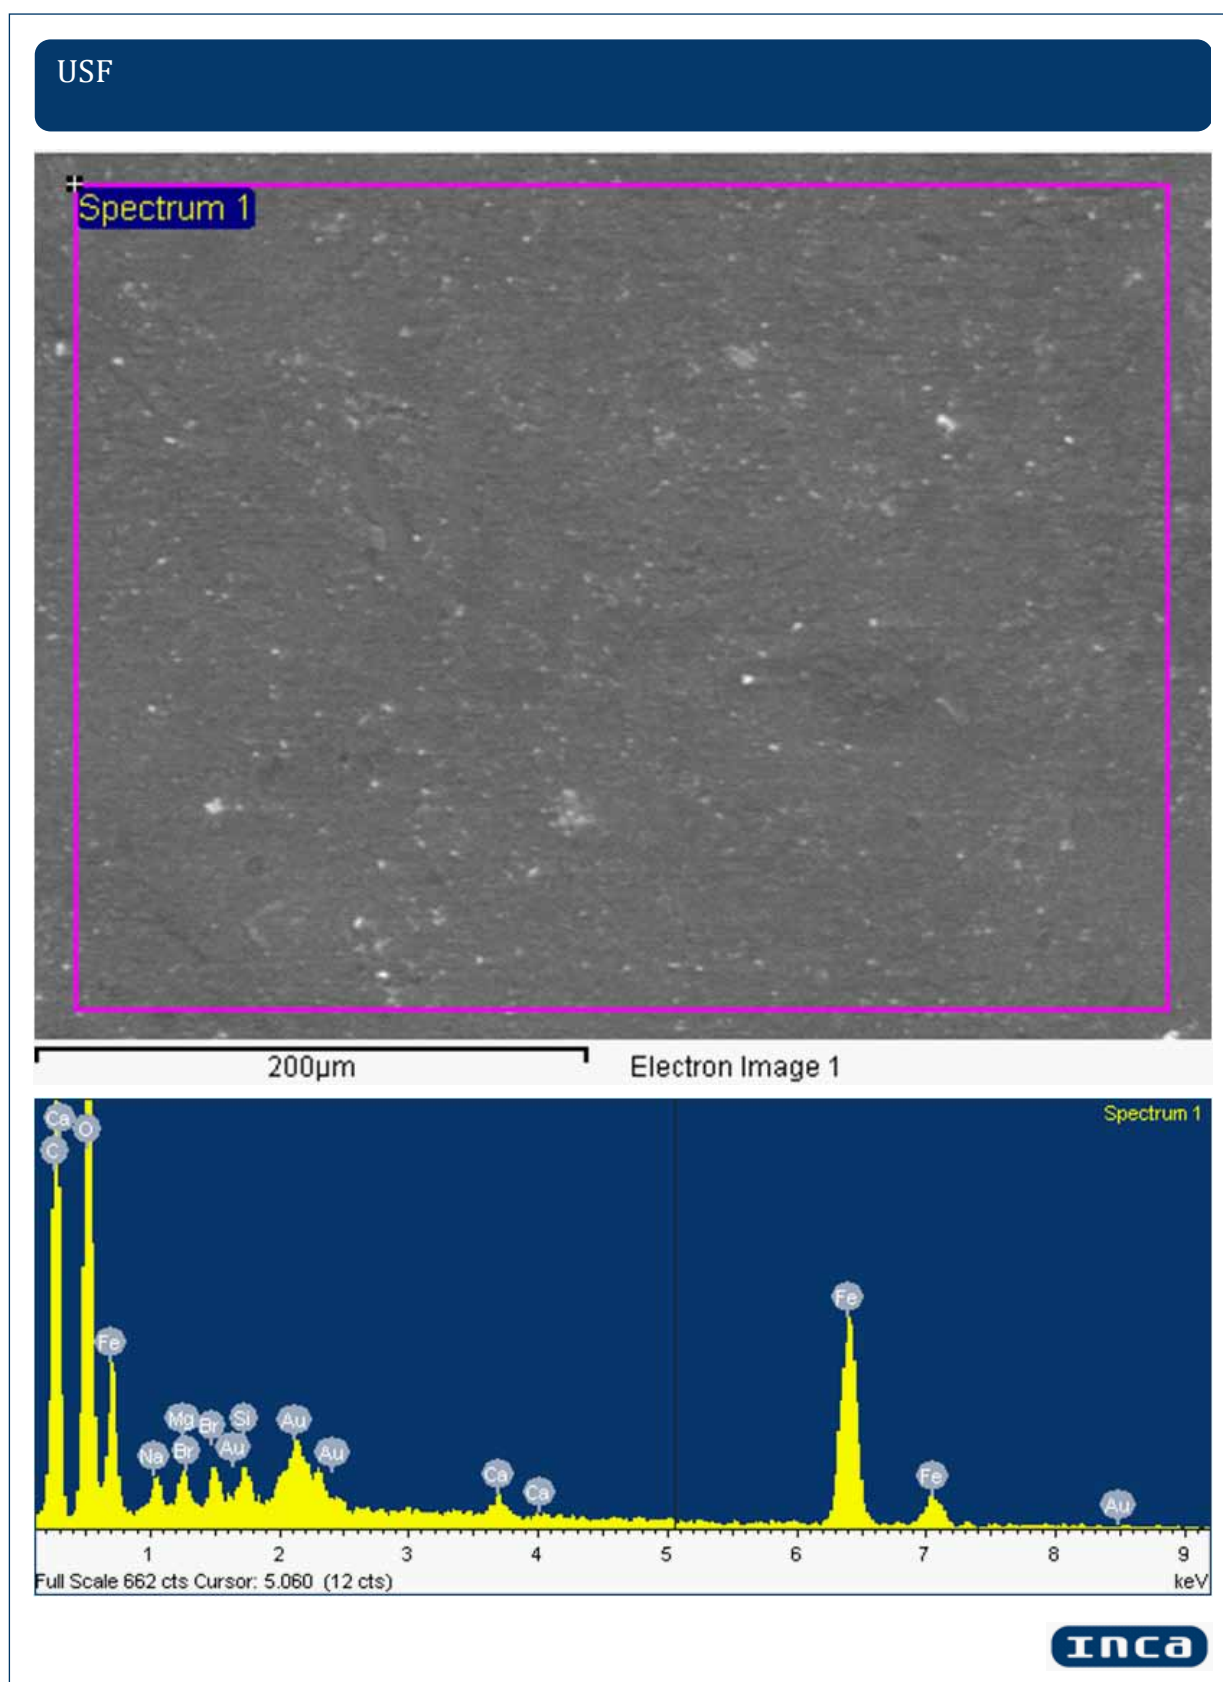 USF
Spectrum 1
200µm
Electron Image 1
Spectrum 1
Ca
O
C
Fe
Fe
Mg
Br
Si
Au
Na
Br
Au
Au
Ca
Ca
Fe
Au
1 2 3 4 5 6 7 8 9
Full Scale 662 cts Cursor: 5.060 (12 cts)
keV
INCA